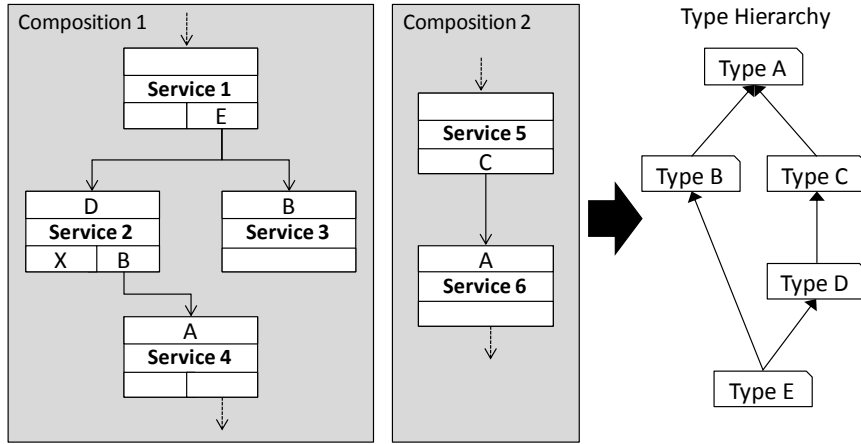 Composition 1
Service 1
E
D
Service 2
X B
B
Service 3
A
Service 4
Composition 2
Service 5
C
A
Service 6
Type Hierarchy
Type A
Type B
Type C
Type D
Type E